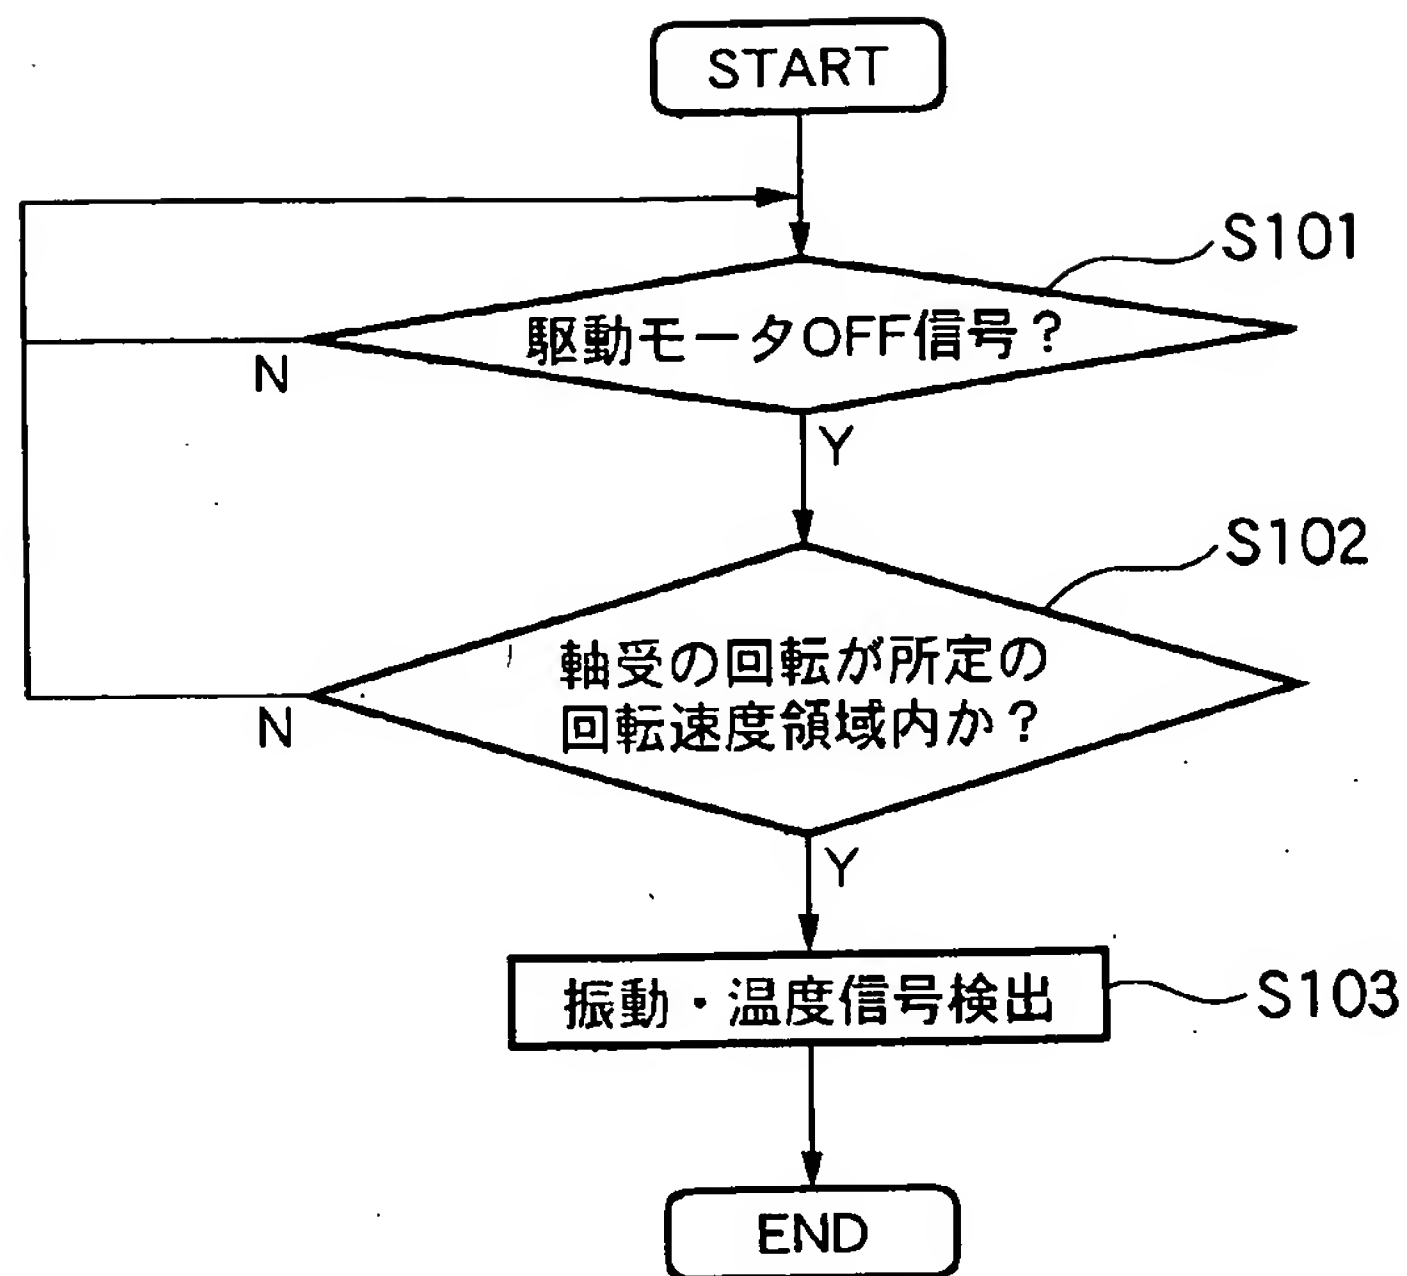 START
S101
駆動モータOFF信号？
N
Y
S102
軸受の回転が所定の
回転速度領域内か？
N
Y
振動・温度信号検出
S103
END